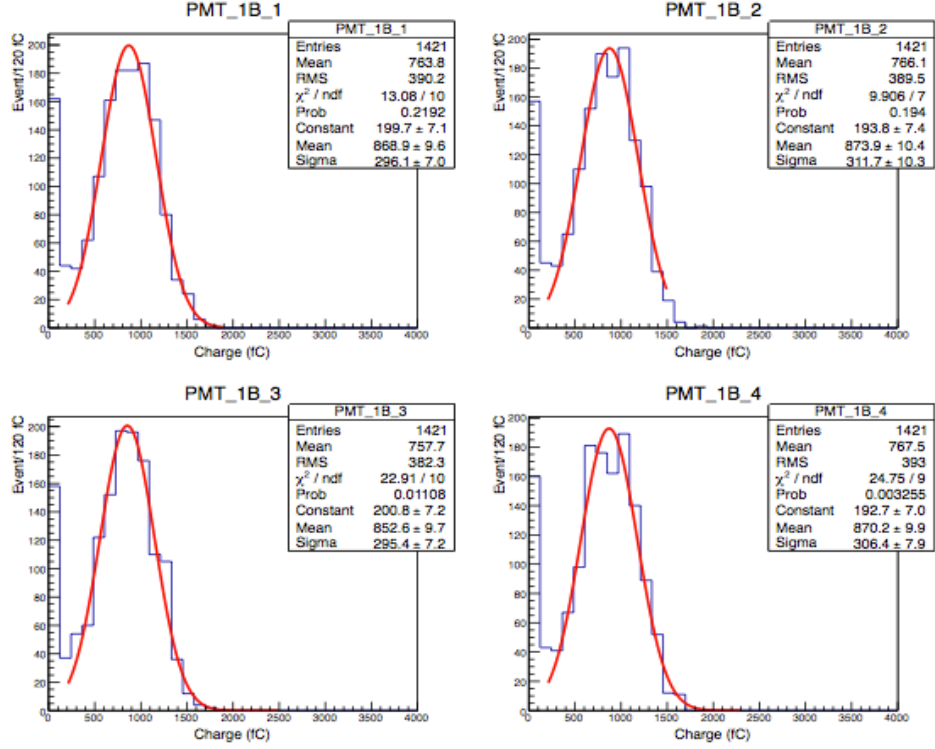 PMT_1B_1
PMT_1B_1
Entries 1421
Mean 763.8
RMS 390.2
χ² / ndf 13.08 / 10
Prob 0.2192
Constant 199.7 ± 7.1
Mean 868.9 ± 9.6
Sigma 296.1 ± 7.0
Event/120 fC
200
180
160
140
120
100
80
60
40
20
0
0 500 1000 1500 2000 2500 3000 3500 4000
Charge (fC)
PMT_1B_2
PMT_1B_2
Entries 1421
Mean 766.1
RMS 389.5
χ² / ndf 9.906 / 7
Prob 0.194
Constant 193.8 ± 7.4
Mean 873.9 ± 10.4
Sigma 311.7 ± 10.3
Event/120 fC
200
180
160
140
120
100
80
60
40
20
0
0 500 1000 1500 2000 2500 3000 3500 4000
Charge (fC)
PMT_1B_3
PMT_1B_3
Entries 1421
Mean 757.7
RMS 382.3
χ² / ndf 22.91 / 10
Prob 0.01108
Constant 200.8 ± 7.2
Mean 852.6 ± 9.7
Sigma 295.4 ± 7.2
Event/120 fC
200
180
160
140
120
100
80
60
40
20
0
0 500 1000 1500 2000 2500 3000 3500 4000
Charge (fC)
PMT_1B_4
PMT_1B_4
Entries 1421
Mean 767.5
RMS 393
χ² / ndf 24.75 / 9
Prob 0.003255
Constant 192.7 ± 7.0
Mean 870.2 ± 9.9
Sigma 306.4 ± 7.9
Event/120 fC
200
180
160
140
120
100
80
60
40
20
0
0 500 1000 1500 2000 2500 3000 3500 4000
Charge (fC)